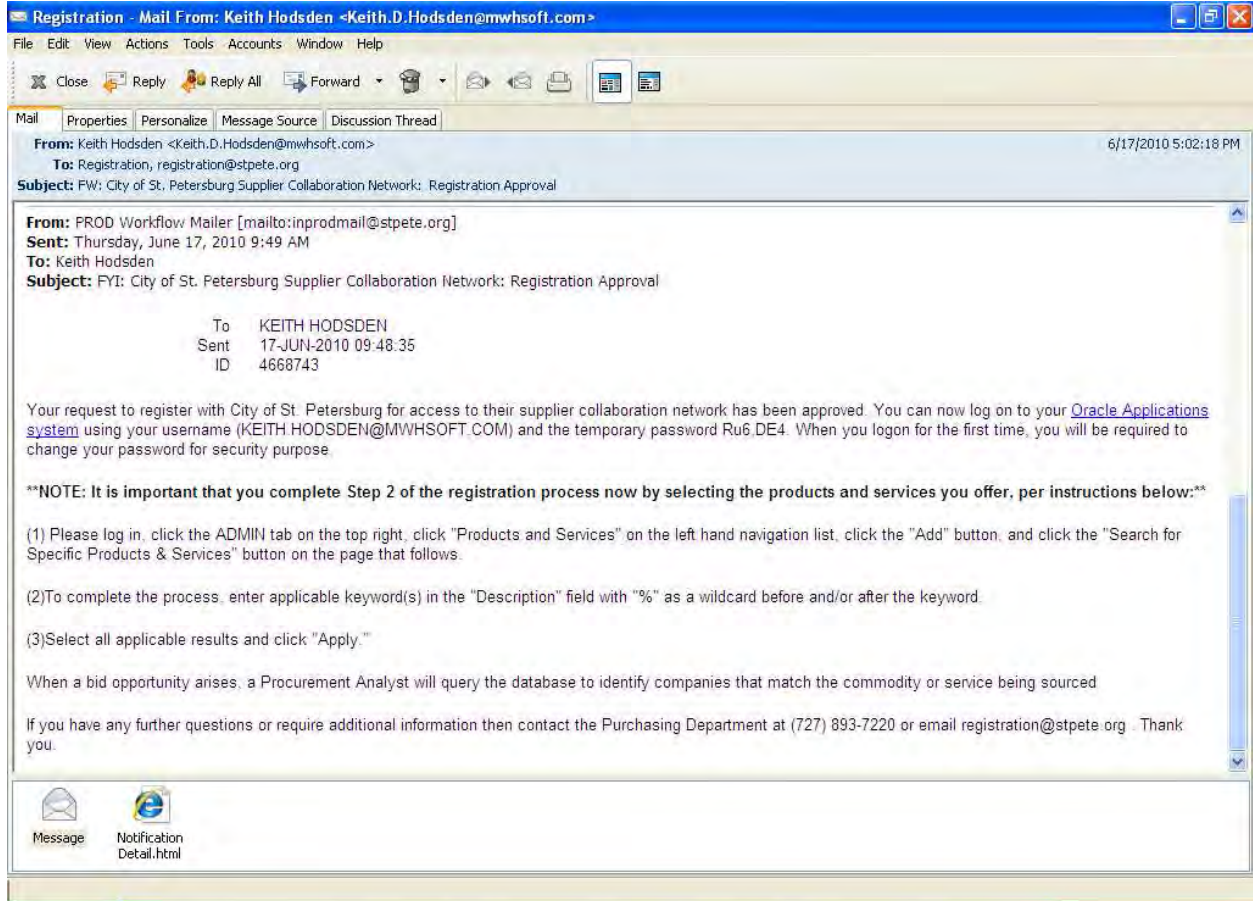 Registration - Mail From: Keith Hodsden <Keith.D.Hodsden@mwhsoft.com>
File Edit View Actions Tools Accounts Window Help
Close Reply Reply All Forward
Mail Properties Personalize Message Source Discussion Thread
From: Keith Hodsden <Keith.D.Hodsden@mwhsoft.com> 6/17/2010 5:02:18 PM
To: Registration, registration@stpete.org
Subject: FW: City of St. Petersburg Supplier Collaboration Network: Registration Approval
From: PROD Workflow Mailer [mailto:inprodmail@stpete.org]
Sent: Thursday, June 17, 2010 9:49 AM
To: Keith Hodsden
Subject: FYI: City of St. Petersburg Supplier Collaboration Network: Registration Approval
To KEITH HODSDEN
Sent 17-JUN-2010 09:48:35
ID 4668743
Your request to register with City of St. Petersburg for access to their supplier collaboration network has been approved. You can now log on to your Oracle Applications
system using your username (KEITH.HODSDEN@MWHSOFT.COM) and the temporary password Ru6.DE4. When you logon for the first time, you will be required to
change your password for security purpose.
**NOTE: It is important that you complete Step 2 of the registration process now by selecting the products and services you offer, per instructions below:**
(1) Please log in, click the ADMIN tab on the top right, click "Products and Services" on the left hand navigation list, click the "Add" button, and click the "Search for
Specific Products & Services" button on the page that follows.
(2)To complete the process, enter applicable keyword(s) in the "Description" field with "%" as a wildcard before and/or after the keyword.
(3)Select all applicable results and click "Apply."
When a bid opportunity arises, a Procurement Analyst will query the database to identify companies that match the commodity or service being sourced
If you have any further questions or require additional information then contact the Purchasing Department at (727) 893-7220 or email registration@stpete.org . Thank
you.
Message
Notification
Detail.html